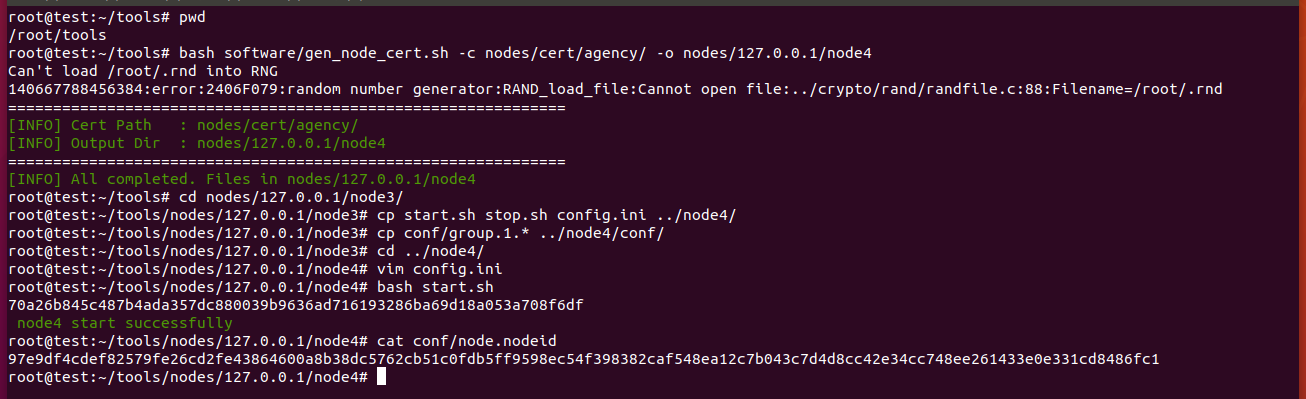 root@test:~/tools# pwd
/root/tools
root@test:~/tools# bash software/gen_node_cert.sh -c nodes/cert/agency/ -o nodes/127.0.0.1/node4
Can't load /root/.rnd into RNG
140667788456384:error:2406F079:random number generator:RAND_load_file:Cannot open file:../crypto/rand/randfile.c:88:Filename=/root/.rnd
==============================================================
[INFO] Cert Path   : nodes/cert/agency/
[INFO] Output Dir  : nodes/127.0.0.1/node4
==============================================================
[INFO] All completed. Files in nodes/127.0.0.1/node4
root@test:~/tools# cd nodes/127.0.0.1/node3/
root@test:~/tools/nodes/127.0.0.1/node3# cp start.sh stop.sh config.ini ../node4/
root@test:~/tools/nodes/127.0.0.1/node3# cp conf/group.1.* ../node4/conf/
root@test:~/tools/nodes/127.0.0.1/node3# cd ../node4/
root@test:~/tools/nodes/127.0.0.1/node4# vim config.ini
root@test:~/tools/nodes/127.0.0.1/node4# bash start.sh
70a26b845c487b4ada357dc880039b9636ad716193286ba69d18a053a708f6df
 node4 start successfully
root@test:~/tools/nodes/127.0.0.1/node4# cat conf/node.nodeid
97e9df4cdef82579fe26cd2fe43864600a8b38dc5762cb51c0fdb5ff9598ec54f398382caf548ea12c7b043c7d4d8cc42e34cc748ee261433e0e331cd8486fc1
root@test:~/tools/nodes/127.0.0.1/node4#